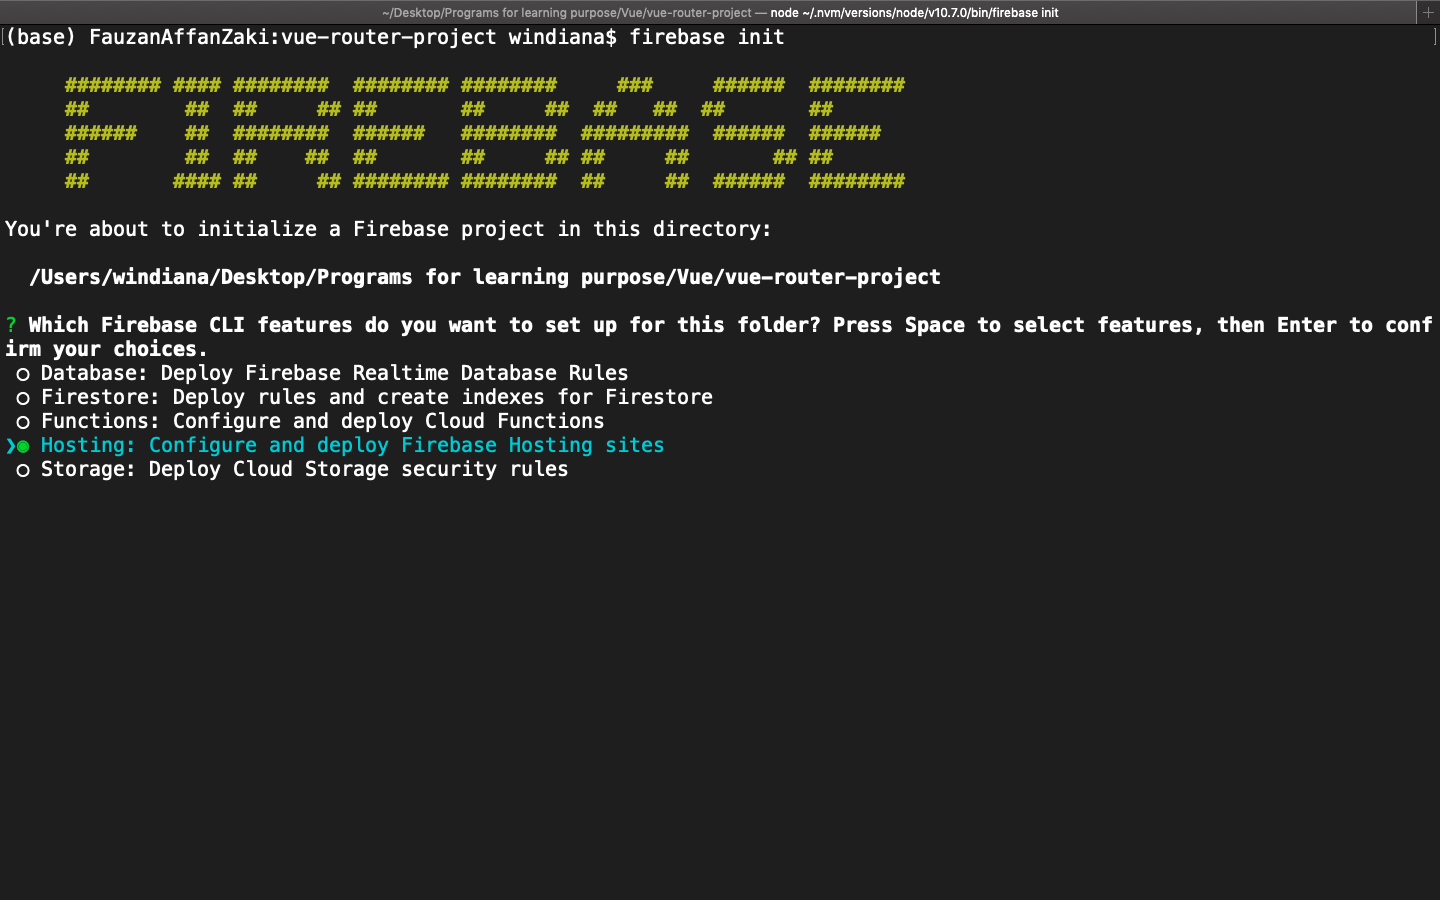 ~/Desktop/Programs for learning purpose/Vue/vue-router-project — node ~/.nvm/versions/node/v10.7.0/bin/firebase init
(base) FauzanAffanZaki:vue-router-project windiana$ firebase init
######## #### ########  ######## ########     ###     ######  ########
##        ##  ##     ## ##       ##     ##  ##   ##  ##       ##
######    ##  ########  ######   ########  #########  ######  ######
##        ##  ##    ##  ##       ##     ## ##     ##       ## ##
##       #### ##     ## ######## ########  ##     ##  ######  ########
You're about to initialize a Firebase project in this directory:
/Users/windiana/Desktop/Programs for learning purpose/Vue/vue-router-project
? Which Firebase CLI features do you want to set up for this folder? Press Space to select features, then Enter to conf
irm your choices.
◯ Database: Deploy Firebase Realtime Database Rules
◯ Firestore: Deploy rules and create indexes for Firestore
◯ Functions: Configure and deploy Cloud Functions
❯◉ Hosting: Configure and deploy Firebase Hosting sites
◯ Storage: Deploy Cloud Storage security rules